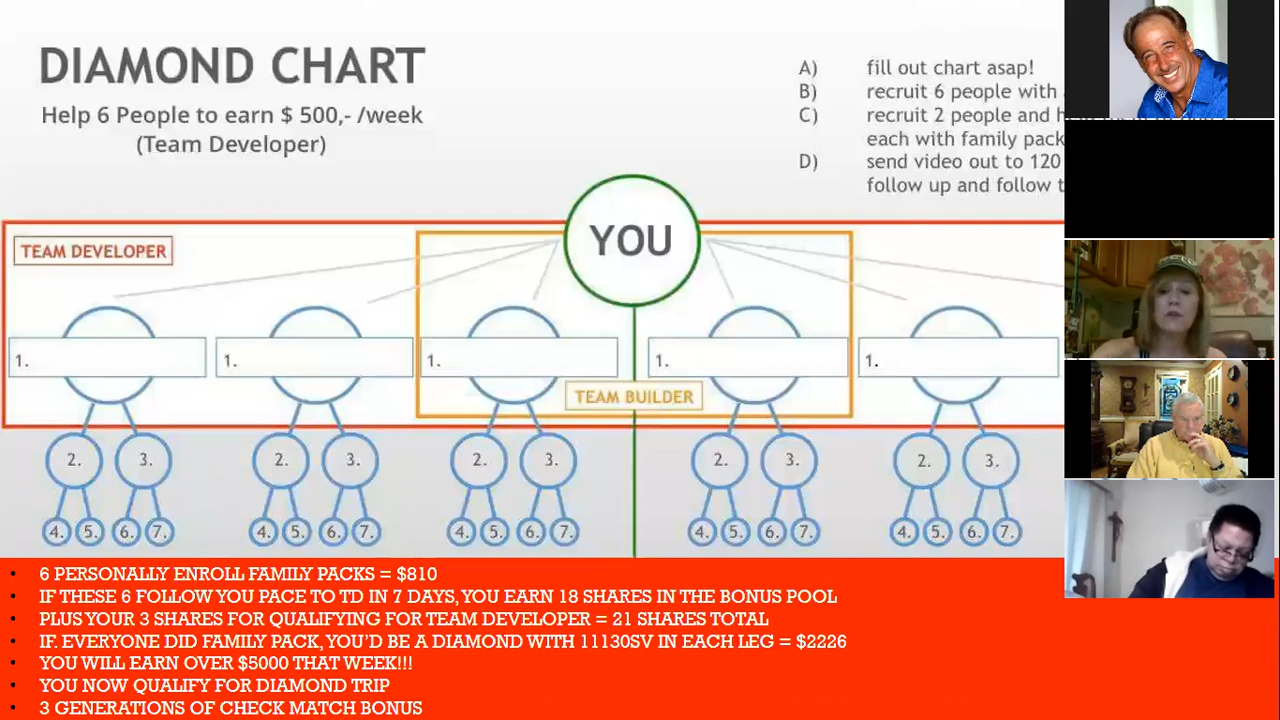 DIAMOND CHART
Help 6 People to earn $ 500,- /week
(Team Developer)
A) fill out chart asap!
B) recruit 6 people with
C) recruit 2 people and
each with family pack
D) send video out to 120
follow up and follow
YOU
TEAM DEVELOPER
1. 1. 1. 1. 1.
TEAM BUILDER
2. 3. 2. 3. 2. 3. 2. 3. 2. 3.
4. 5. 6. 7. 4. 5. 6. 7. 4. 5. 6. 7. 4. 5. 6. 7. 4. 5. 6. 7.
• 6 PERSONALLY ENROLL FAMILY PACKS = $810
• IF THESE 6 FOLLOW YOU PACE TO TD IN 7 DAYS, YOU EARN 18 SHARES IN THE BONUS POOL
• PLUS YOUR 3 SHARES FOR QUALIFYING FOR TEAM DEVELOPER = 21 SHARES TOTAL
• IF. EVERYONE DID FAMILY PACK, YOU'D BE A DIAMOND WITH 11130SV IN EACH LEG = $2226
• YOU WILL EARN OVER $5000 THAT WEEK!!!
• YOU NOW QUALIFY FOR DIAMOND TRIP
• 3 GENERATIONS OF CHECK MATCH BONUS